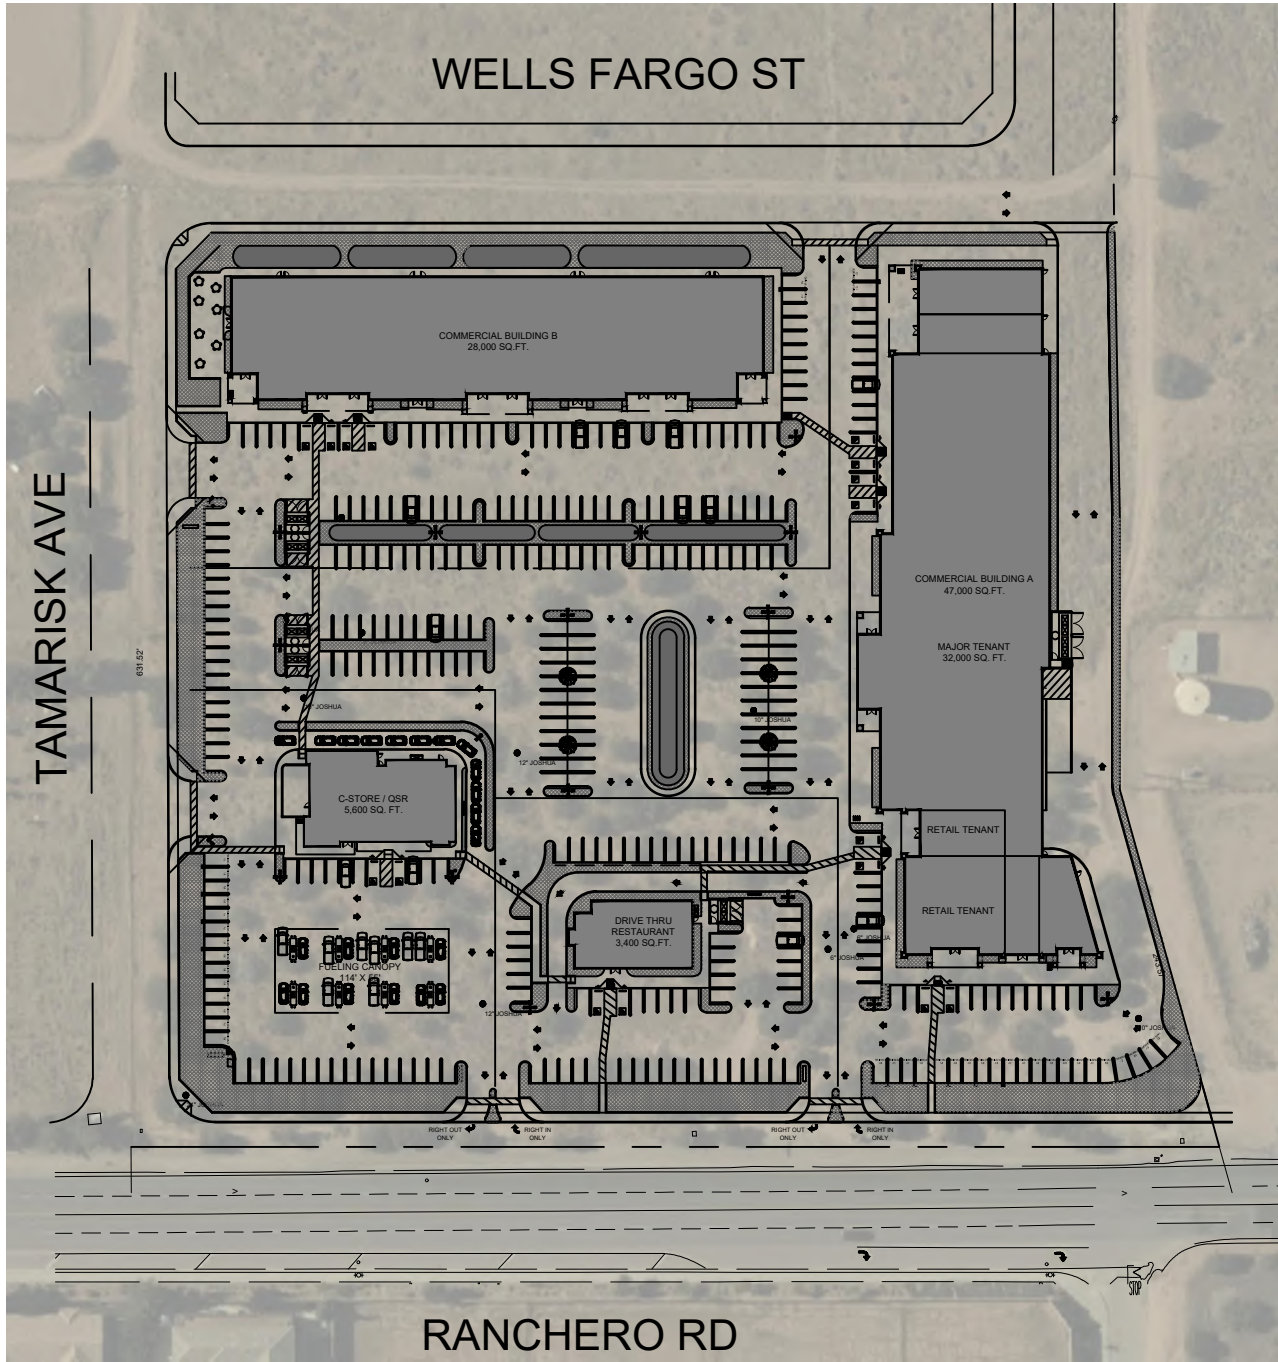 WELLS FARGO ST
COMMERCIAL BUILDING B
28,000 SQ.FT.
TAMARISK AVE
COMMERCIAL BUILDING A
47,000 SQ.FT.
MAJOR TENANT
32,000 SQ. FT.
631.52'
10" JOSHUA
12" JOSHUA
C-STORE / QSR
5,600 SQ. FT.
RETAIL TENANT
RETAIL TENANT
DRIVE THRU
RESTAURANT
3,400 SQ.FT.
6" JOSHUA
6" JOSHUA
FUELING CANOPY
114' X
12" JOSHUA
RIGHT OUT
ONLY
RIGHT IN
ONLY
RIGHT OUT
ONLY
RIGHT IN
ONLY
STOP
RANCHERO RD